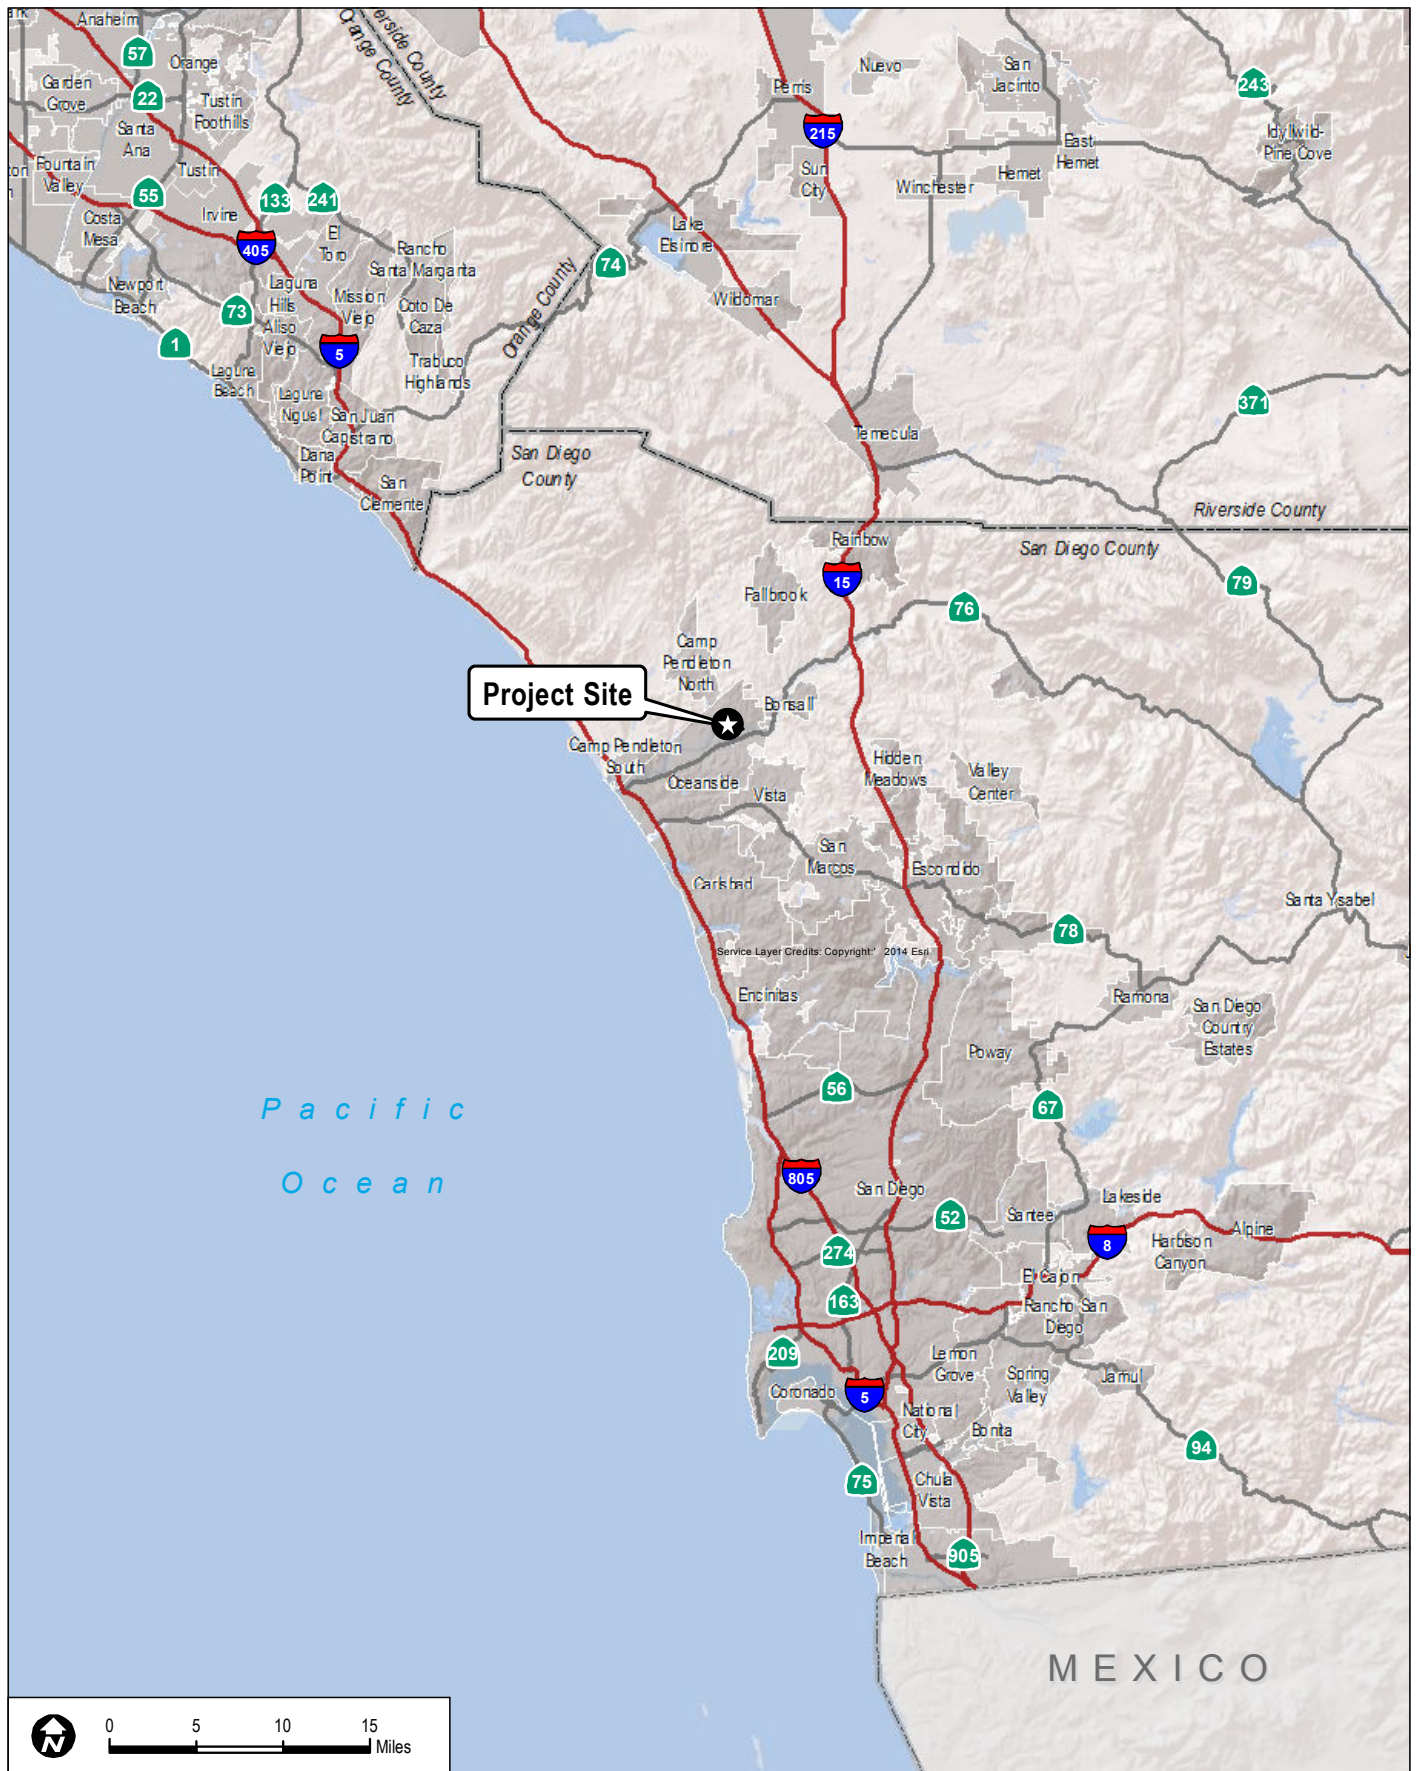 Anaheim
57
Orange
erside County
Orange County
Garden
Grove
22
Tustin
Foothills
Santa
Ana
Fountain
Valley
Tustin
55
133
241
Costa
Mesa
Irvine
405
El
Toro
Rancho
Santa Margarita
Newport
Beach
73
Laguna
Hills
Mission
Viejo
Coto De
Caza
1
Aliso
Viejo
5
Trabuco
Highlands
Laguna
Beach
Laguna
Niguel
San Juan
Capistrano
Dana
Point
San
Clemente
Orange County
74
San Diego
County
Perris
215
Nuevo
San
Jacinto
243
Idyllwild-
Pine Cove
East
Hemet
Hemet
Sun
City
Winchester
Lake
Elsinore
Wildomar
371
Temecula
Riverside County
San Diego County
Rainbow
15
79
Fallbrook
76
Camp
Pendleton
North
Project Site
Bonsall
Camp Pendleton
South
Oceanside
Vista
Hidden
Meadows
Valley
Center
San
Marcos
Escondido
Carlsbad
Santa Ysabel
78
Service Layer Credits: Copyright:' 2014 Esri
Encinitas
Ramona
San Diego
Country
Estates
Poway
56
67
Pacific
Ocean
805
San Diego
Lakeside
52
Santee
Alpine
8
Harbison
Canyon
274
El Cajon
163
Rancho San
Diego
209
Lemon
Grove
Spring
Valley
Jamul
Coronado
5
National
City
Bonita
94
75
Chula
Vista
Imperial
Beach
905
MEXICO
N
0 5 10 15
Miles